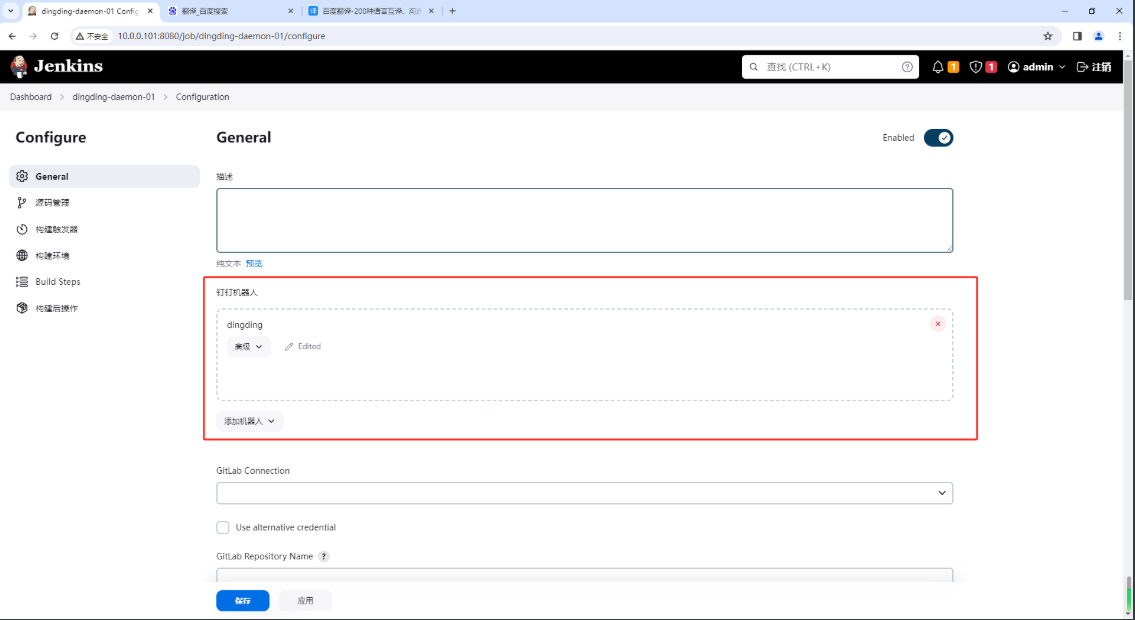 dingding-daemon-01 Config
翻译_百度搜索
百度翻译-200种语言互译、沟通
不安全
10.0.0.101:8080/job/dingding-daemon-01/configure
Jenkins
查找 (CTRL+K)
1
1
admin
注销
Dashboard
dingding-daemon-01
Configuration
Configure
General
源码管理
构建触发器
构建环境
Build Steps
构建后操作
General
Enabled
描述
纯文本 预览
钉钉机器人
dingding
高级
Edited
添加机器人
GitLab Connection
Use alternative credential
GitLab Repository Name ?
保存
应用